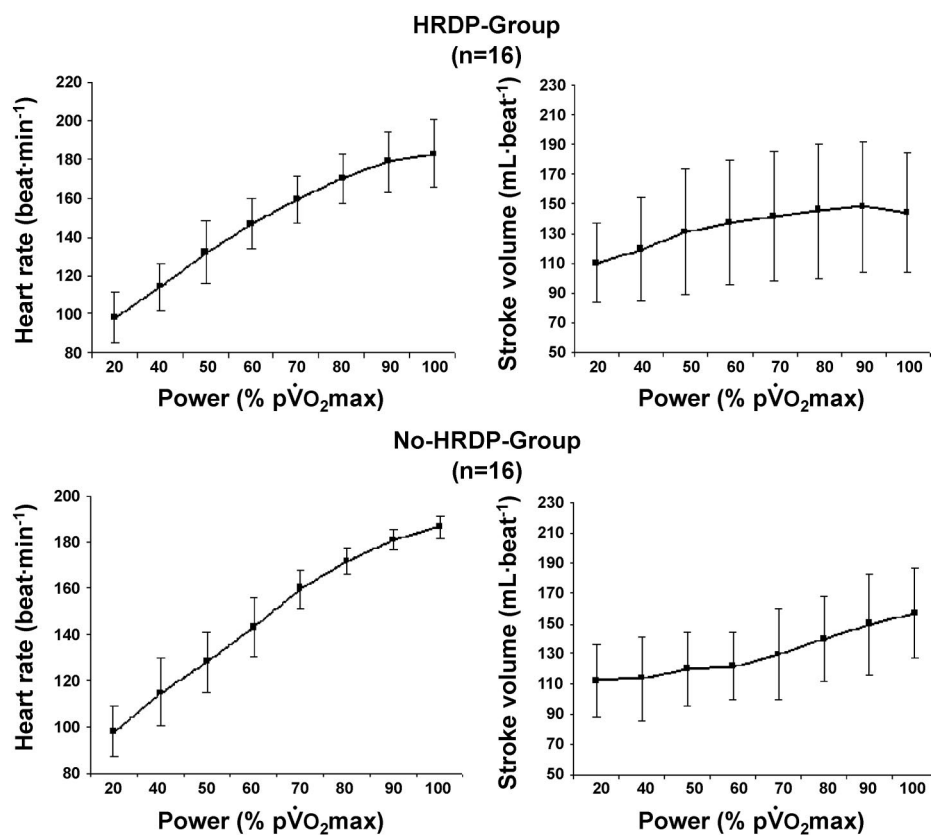 HRDP-Group
(n=16)
Heart rate (beat·min⁻¹)
220
200
180
160
140
120
100
80
20 40 50 60 70 80 90 100
Power (% pV̇O₂max)
Stroke volume (mL·beat⁻¹)
230
210
190
170
150
130
110
90
70
50
20 40 50 60 70 80 90 100
Power (% pV̇O₂max)
No-HRDP-Group
(n=16)
Heart rate (beat·min⁻¹)
200
180
160
140
120
100
80
20 40 50 60 70 80 90 100
Power (% pV̇O₂max)
Stroke volume (mL·beat⁻¹)
230
210
190
170
150
130
110
90
70
50
20 40 50 60 70 80 90 100
Power (% pV̇O₂max)